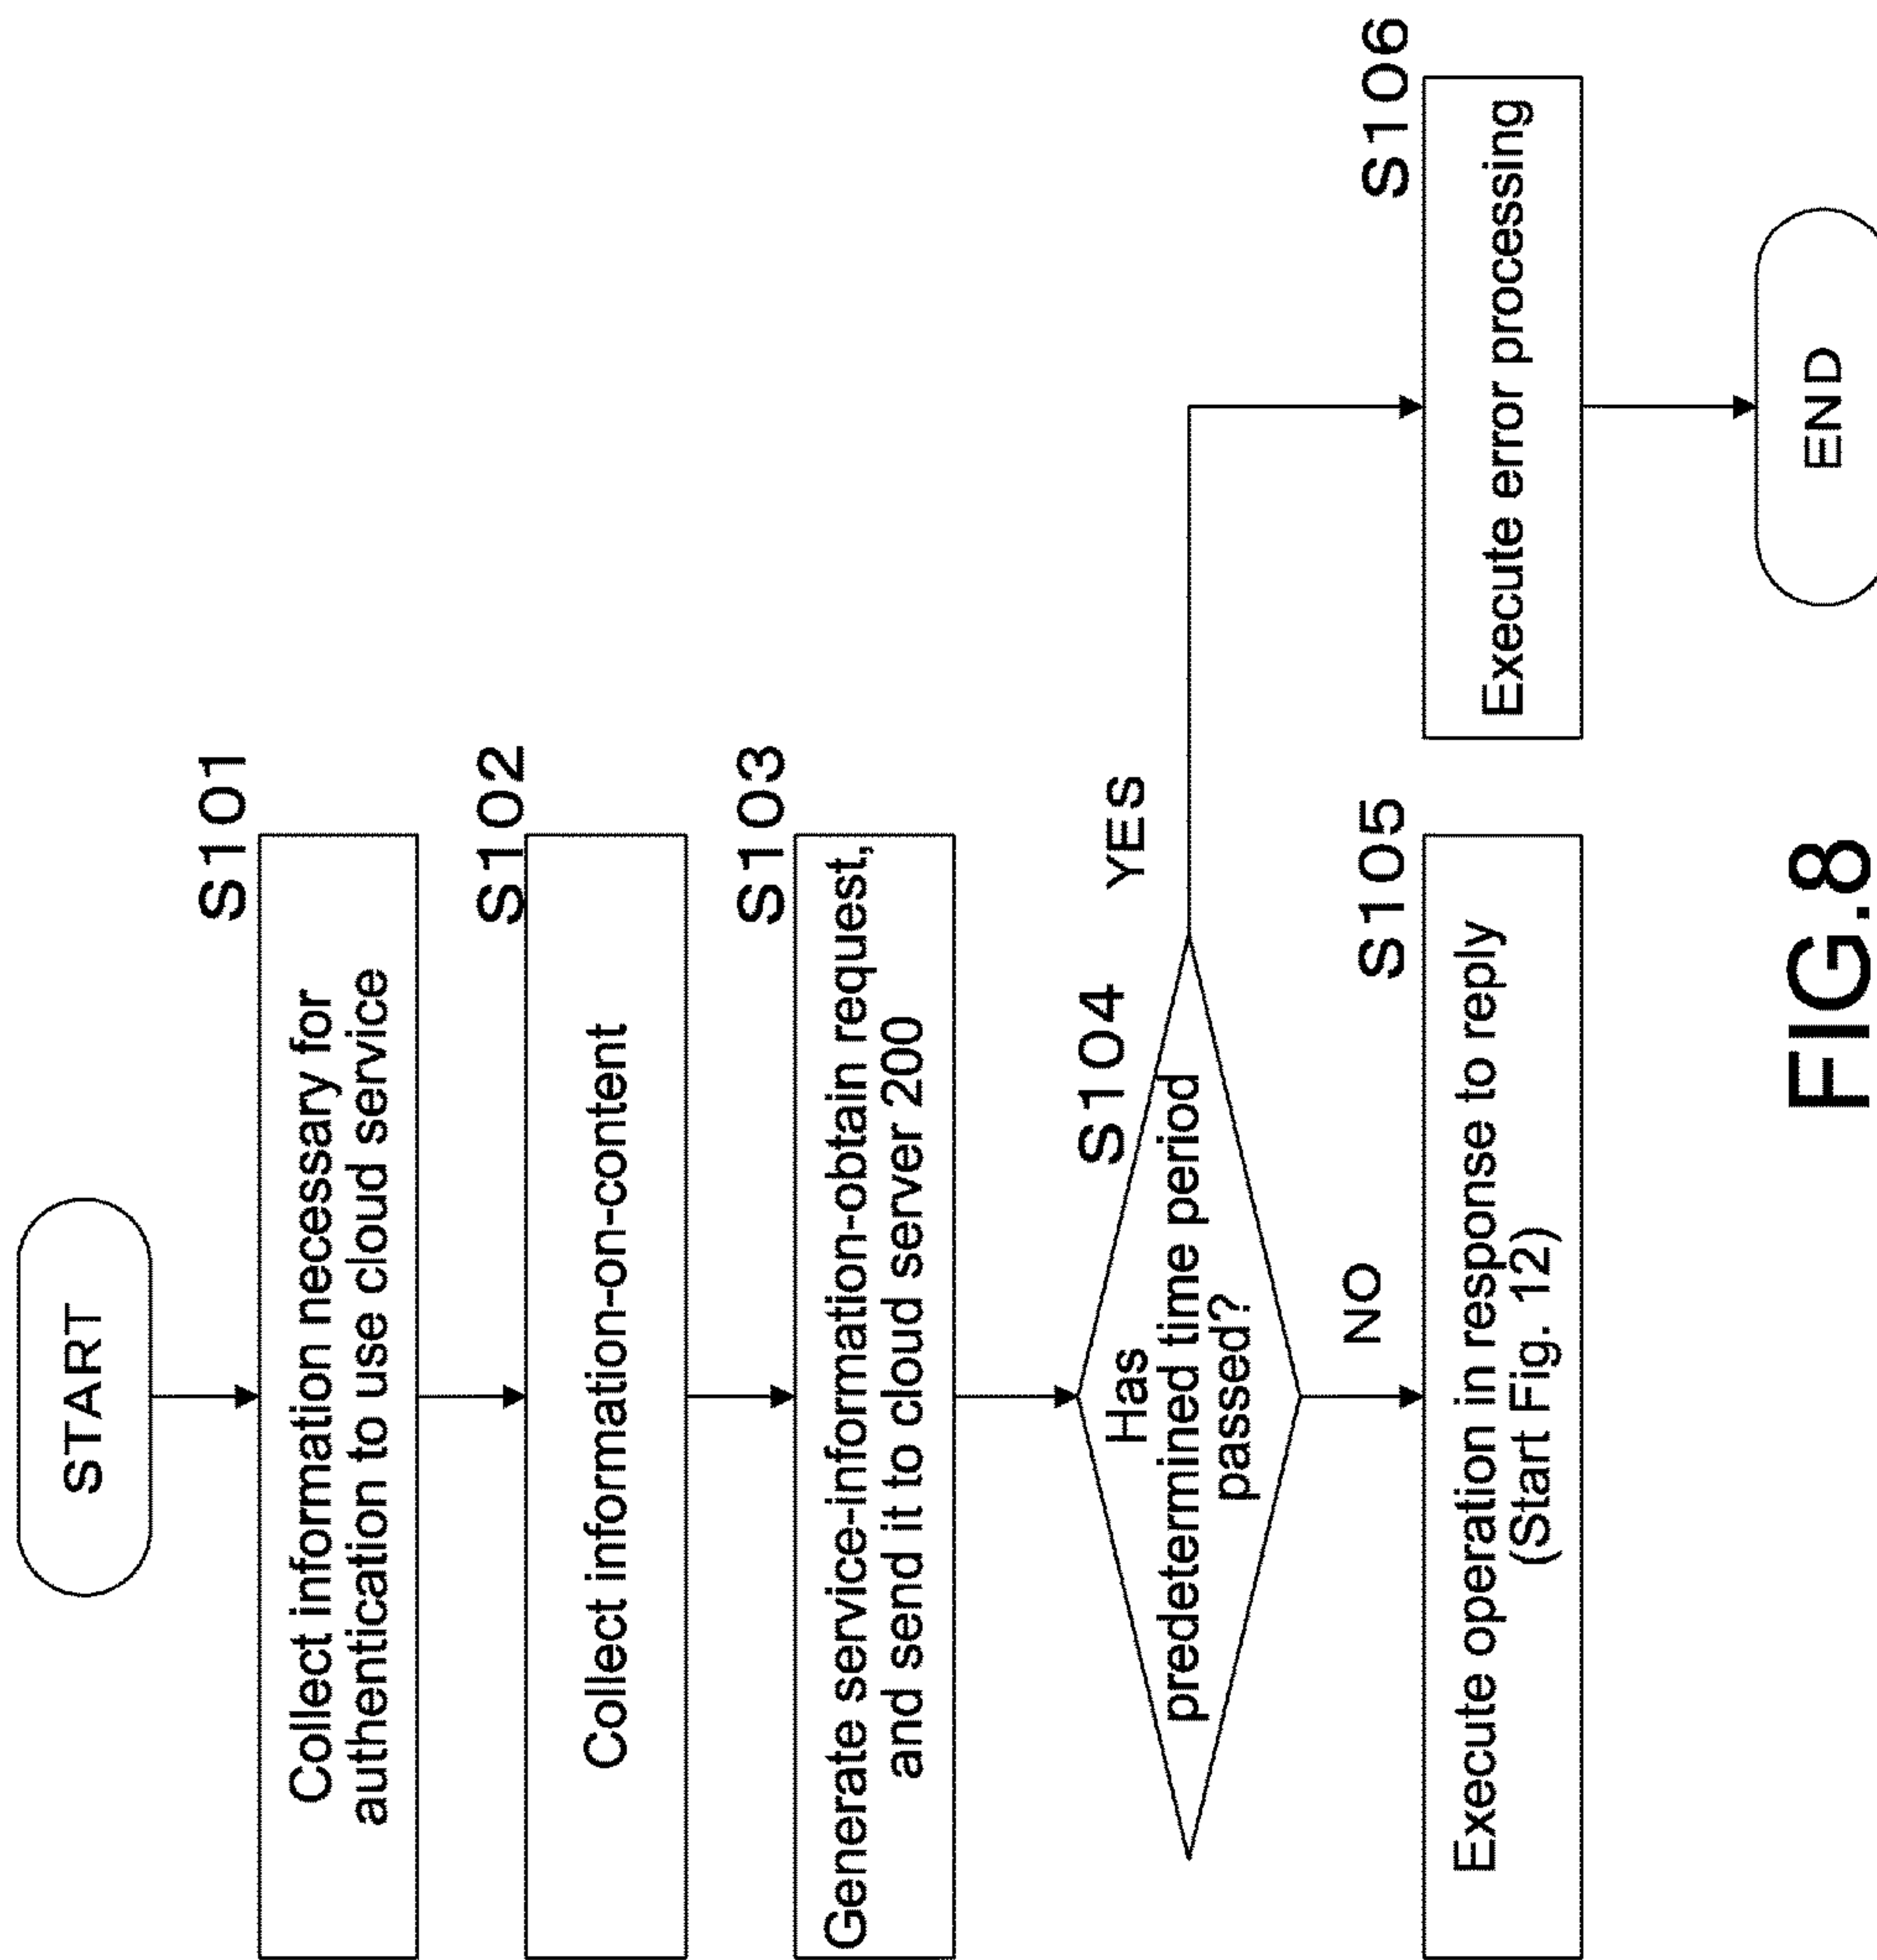 START
S101
Collect information necessary for
authentication to use cloud service
S102
Collect information-on-content
S103
Generate service-information-obtain request,
and send it to cloud server 200
S104
Has
predetermined time period
passed?
YES
NO
S105
Execute operation in response to reply
(Start Fig. 12)
S106
Execute error processing
END
FIG.8